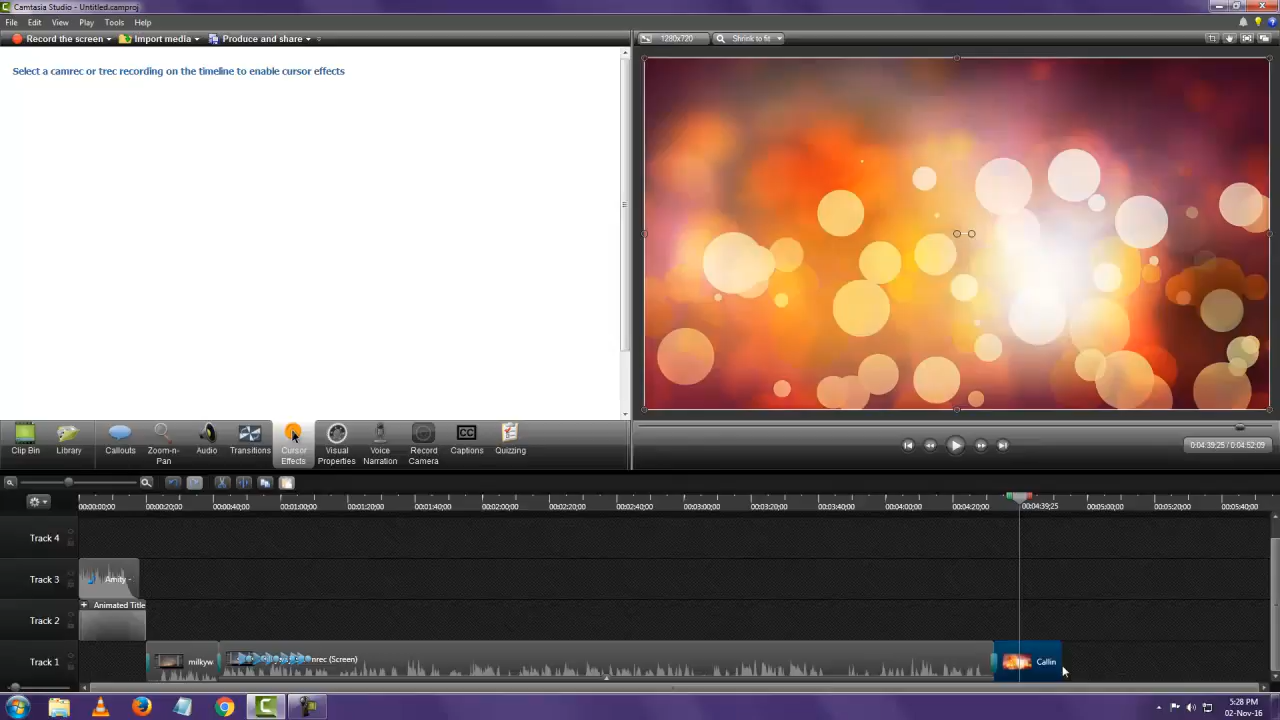 Camtasia Studio - Untitled.camproj
File Edit View Play Tools Help
Record the screen Import media Produce and share
1280x720 Shrink to fit
Select a camrec or trec recording on the timeline to enable cursor effects
Clip Bin Library Callouts Zoom-n-Pan Audio Transitions Cursor Effects Visual Properties Voice Narration Record Camera Captions Quizzing
0:04:39;25 / 0:04:52;09
00:00:00;00 00:00:20;00 00:00:40;00 00:01:00;00 00:01:20;00 00:01:40;00 00:02:00;00 00:02:20;00 00:02:40;00 00:03:00;00 00:03:20;00 00:03:40;00 00:04:00;00 00:04:20;00 00:04:39;25 00:05:00;00 00:05:20;00 00:05:40;00
Track 4
Track 3 Amity -
Animated Title
Track 2
Track 1 milkyw nrec (Screen) Callin
5:28 PM
02-Nov-16